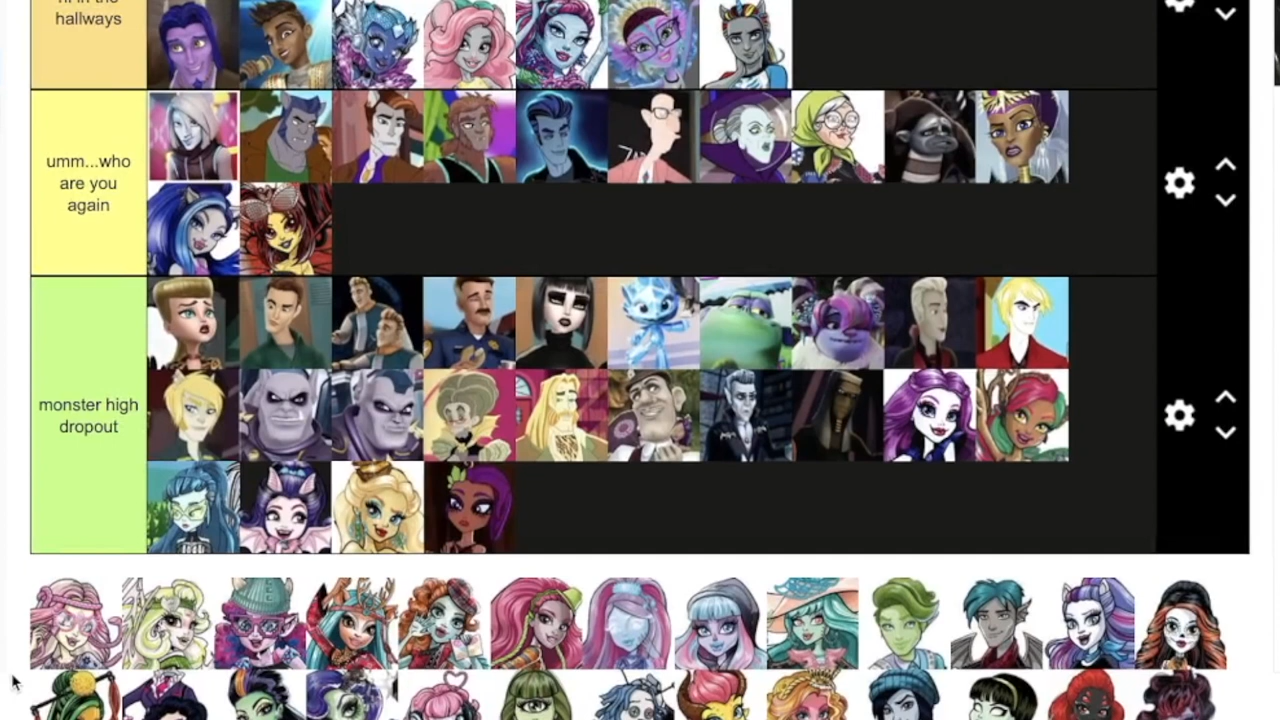 hallways
umm...who
are you
again
monster high
dropout